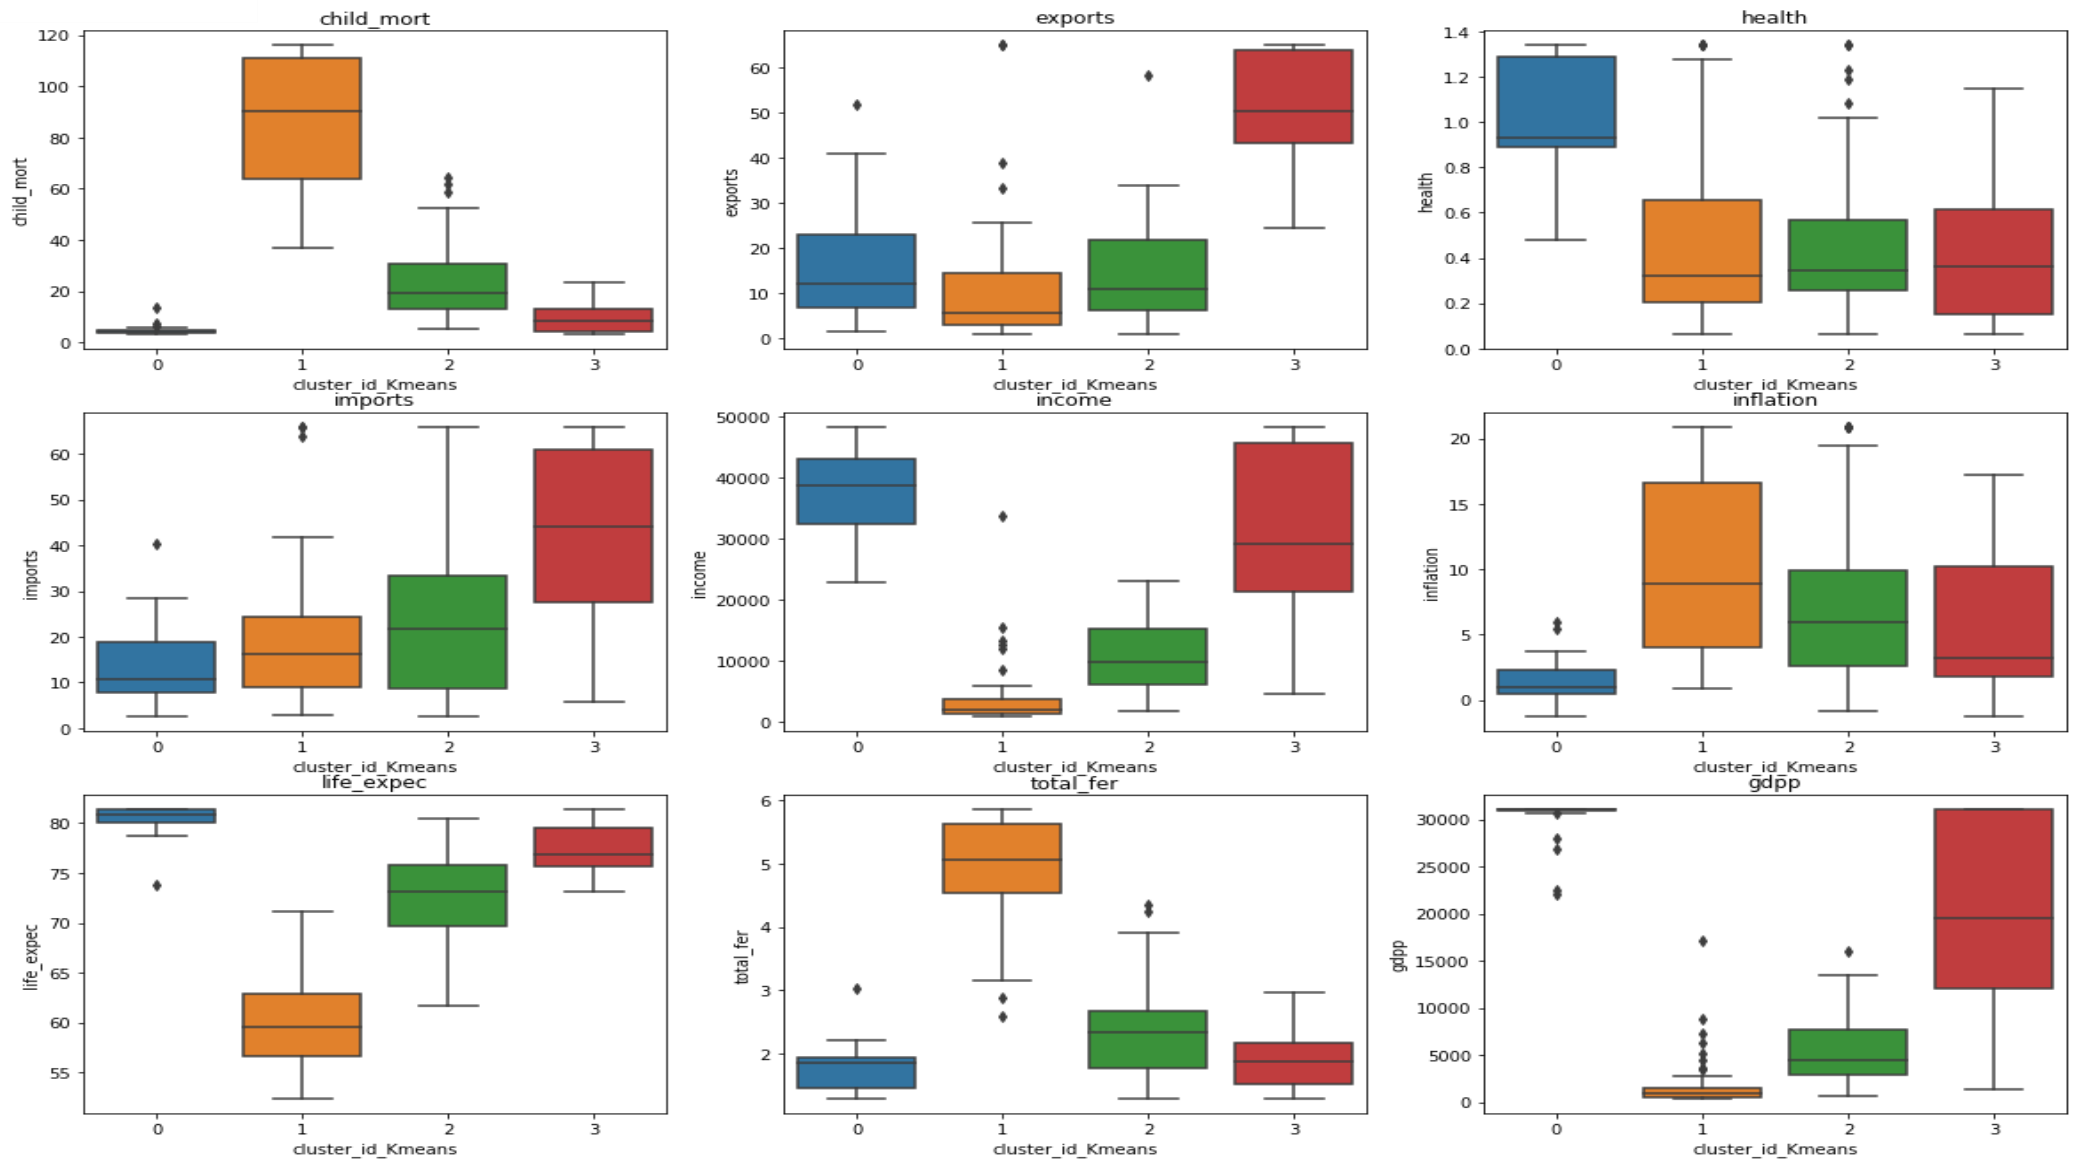 child_mort
exports
health
120
100
80
60
40
20
0
child_mort
0 1 2 3
cluster_id_Kmeans
60
50
40
30
20
10
0
exports
0 1 2 3
cluster_id_Kmeans
1.4
1.2
1.0
0.8
0.6
0.4
0.2
0.0
health
0 1 2 3
cluster_id_Kmeans
imports
income
inflation
60
50
40
30
20
10
0
imports
0 1 2 3
cluster_id_Kmeans
50000
40000
30000
20000
10000
0
income
0 1 2 3
cluster_id_Kmeans
20
15
10
5
0
inflation
0 1 2 3
cluster_id_Kmeans
life_expec
total_fer
gdpp
80
75
70
65
60
55
life_expec
0 1 2 3
cluster_id_Kmeans
6
5
4
3
2
total_fer
0 1 2 3
cluster_id_Kmeans
30000
25000
20000
15000
10000
5000
0
gdpp
0 1 2 3
cluster_id_Kmeans